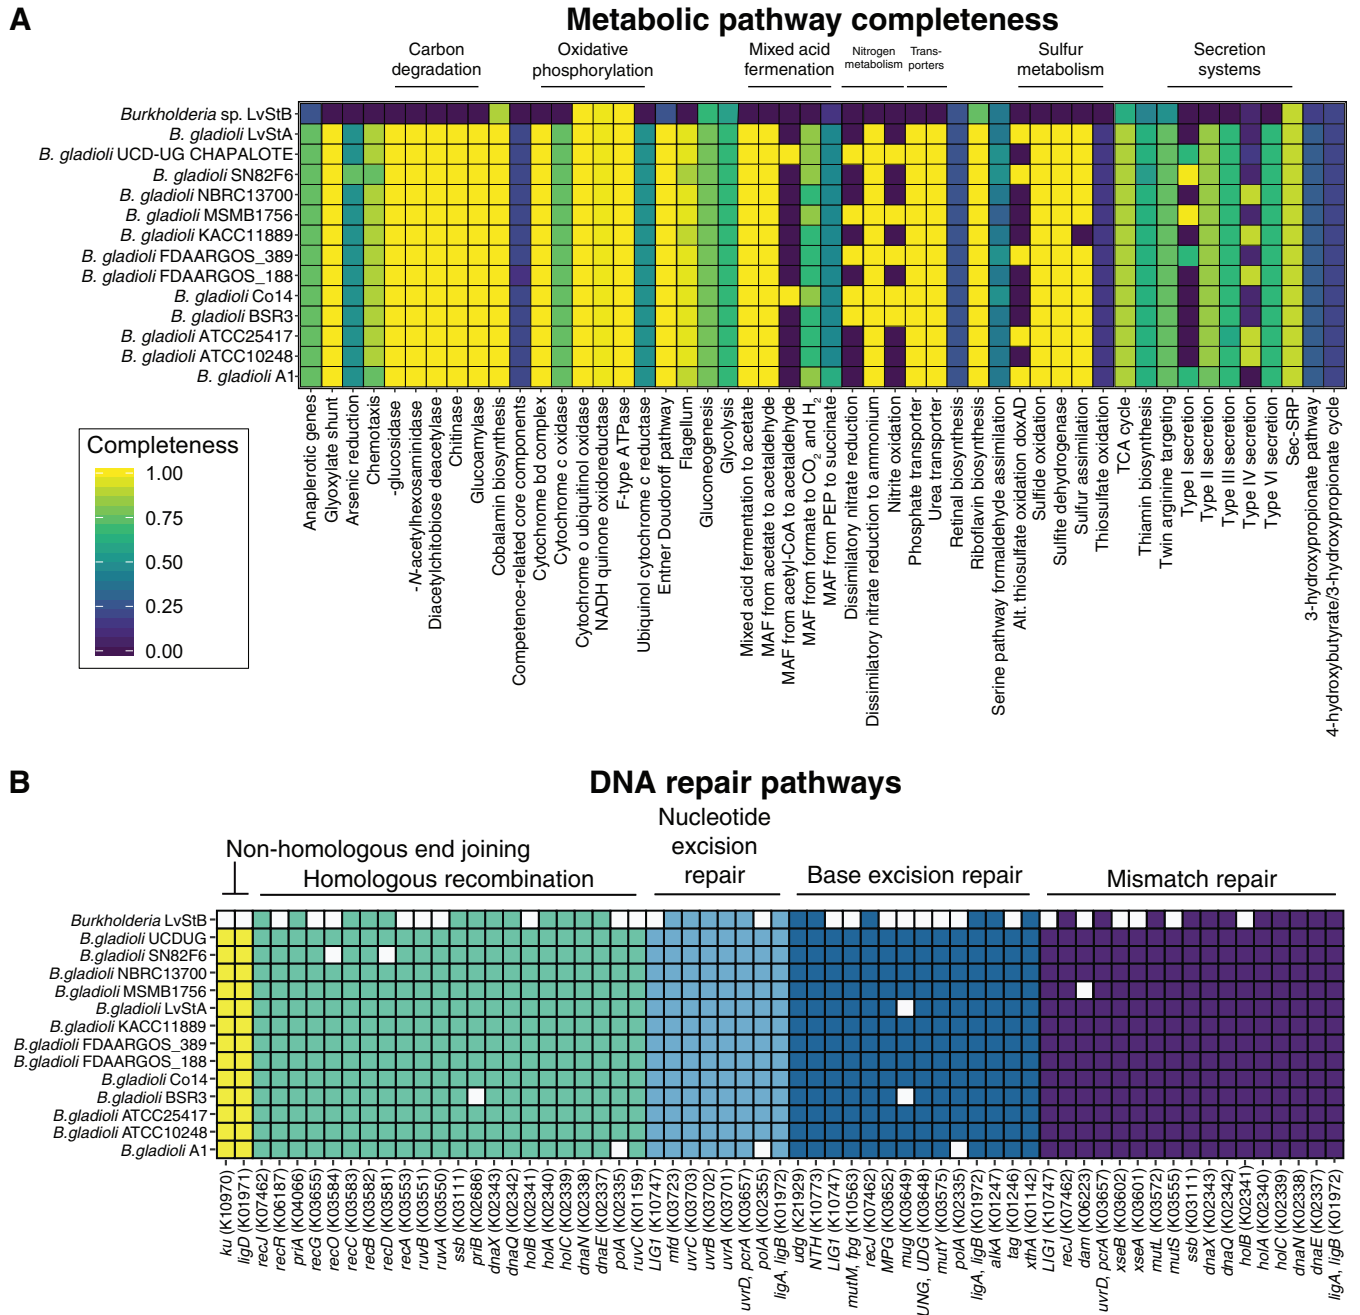 A
Metabolic pathway completeness
Carbon
degradation
Oxidative
phosphorylation
Mixed acid
fermenation
Nitrogen
metabolism
Trans-
porters
Sulfur
metabolism
Secretion
systems
Burkholderia sp. LvStB
B. gladioli LvStA
B. gladioli UCD-UG CHAPALOTE
B. gladioli SN82F6
B. gladioli NBRC13700
B. gladioli MSMB1756
B. gladioli KACC11889
B. gladioli FDAARGOS_389
B. gladioli FDAARGOS_188
B. gladioli Co14
B. gladioli BSR3
B. gladioli ATCC25417
B. gladioli ATCC10248
B. gladioli A1
Anaplerotic genes
Glyoxylate shunt
Arsenic reduction
Chemotaxis
-glucosidase
-N-acetylhexosaminidase
Diacetylchitobiose deacetylase
Chitinase
Glucoamylase
Cobalamin biosynthesis
Competence-related core components
Cytochrome bd complex
Cytochrome c oxidase
Cytochrome o ubiquitinol oxidase
NADH quinone oxidoreductase
F-type ATPase
Ubiquinol cytochrome c reductase
Entner Doudoroff pathway
Flagellum
Gluconeogenesis
Glycolysis
Mixed acid fermentation to acetate
MAF from acetate to acetaldehyde
MAF from acetyl-CoA to acetaldehyde
MAF from formate to CO2 and H2
MAF from PEP to succinate
Dissimilatory nitrate reduction
Dissimilatory nitrate reduction to ammonium
Nitrite oxidation
Phosphate transporter
Urea transporter
Retinal biosynthesis
Riboflavin biosynthesis
Serine pathway formaldehyde assimilation
Alt. thiosulfate oxidation doxAD
Sulfide oxidation
Sulfite dehydrogenase
Sulfur assimilation
Thiosulfate oxidation
TCA cycle
Thiamin biosynthesis
Twin arginine targeting
Type I secretion
Type II secretion
Type III secretion
Type IV secretion
Type VI secretion
Sec-SRP
3-hydroxypropionate pathway
4-hydroxybutyrate/3-hydroxypropionate cycle
Completeness
1.00
0.75
0.50
0.25
0.00
B
DNA repair pathways
Non-homologous end joining
Homologous recombination
Nucleotide
excision
repair
Base excision repair
Mismatch repair
Burkholderia LvStB
B.gladioli UCDUG
B.gladioli SN82F6
B.gladioli NBRC13700
B.gladioli MSMB1756
B.gladioli LvStA
B.gladioli KACC11889
B.gladioli FDAARGOS_389
B.gladioli FDAARGOS_188
B.gladioli Co14
B.gladioli BSR3
B.gladioli ATCC25417
B.gladioli ATCC10248
B.gladioli A1
ku (K10970)
ligD (K01971)
recJ (K07462)
recR (K06187)
priA (K04066)
recG (K03655)
recO (K03584)
recC (K03583)
recB (K03582)
recD (K03581)
recA (K03553)
ruvB (K03551)
ruvA (K03550)
ssb (K03111)
priB (K02686)
dnaX (K02343)
dnaQ (K02342)
holB (K02341)
holA (K02340)
holC (K02339)
dnaN (K02338)
dnaE (K02337)
polA (K02335)
ruvC (K01159)
LIG1 (K10747)
mfd (K03723)
uvrC (K03703)
uvrB (K03702)
uvrA (K03701)
uvrD, pcrA (K03657)
polA (K02355)
ligA, ligB (K01972)
udg (K21929)
NTH (K10773)
LIG1 (K10747)
mutM, fpg (K10563)
recJ (K07462)
MPG (K03652)
mug (K03649)
UNG, UDG (K03648)
mutY (K03575)
polA (K02335)
ligA, ligB (K01972)
alkA (K01247)
tag (K01246)
xthA (K01142)
LIG1 (K10747)
recJ (K07462)
dam (K06223)
uvrD, pcrA (K03657)
xseB (K03602)
xseA (K03601)
mutL (K03572)
mutS (K03555)
ssb (K03111)
dnaX (K02343)
dnaQ (K02342)
holB (K02341)
holA (K02340)
holC (K02339)
dnaN (K02338)
dnaE (K02337)
ligA, ligB (K01972)